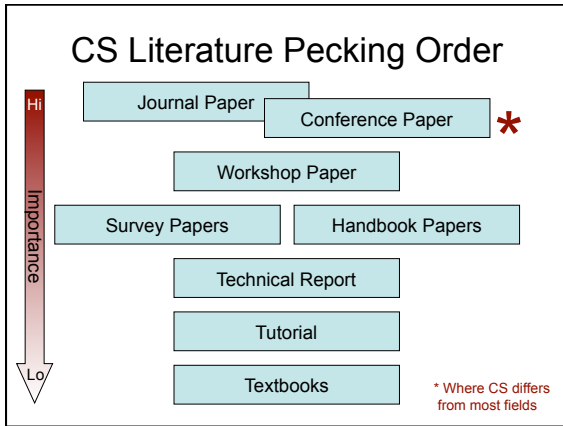 CS Literature Pecking Order
Hi
Journal Paper
Conference Paper
*
Workshop Paper
Importance
Survey Papers
Handbook Papers
Technical Report
Tutorial
Lo
Textbooks
* Where CS differs
from most fields